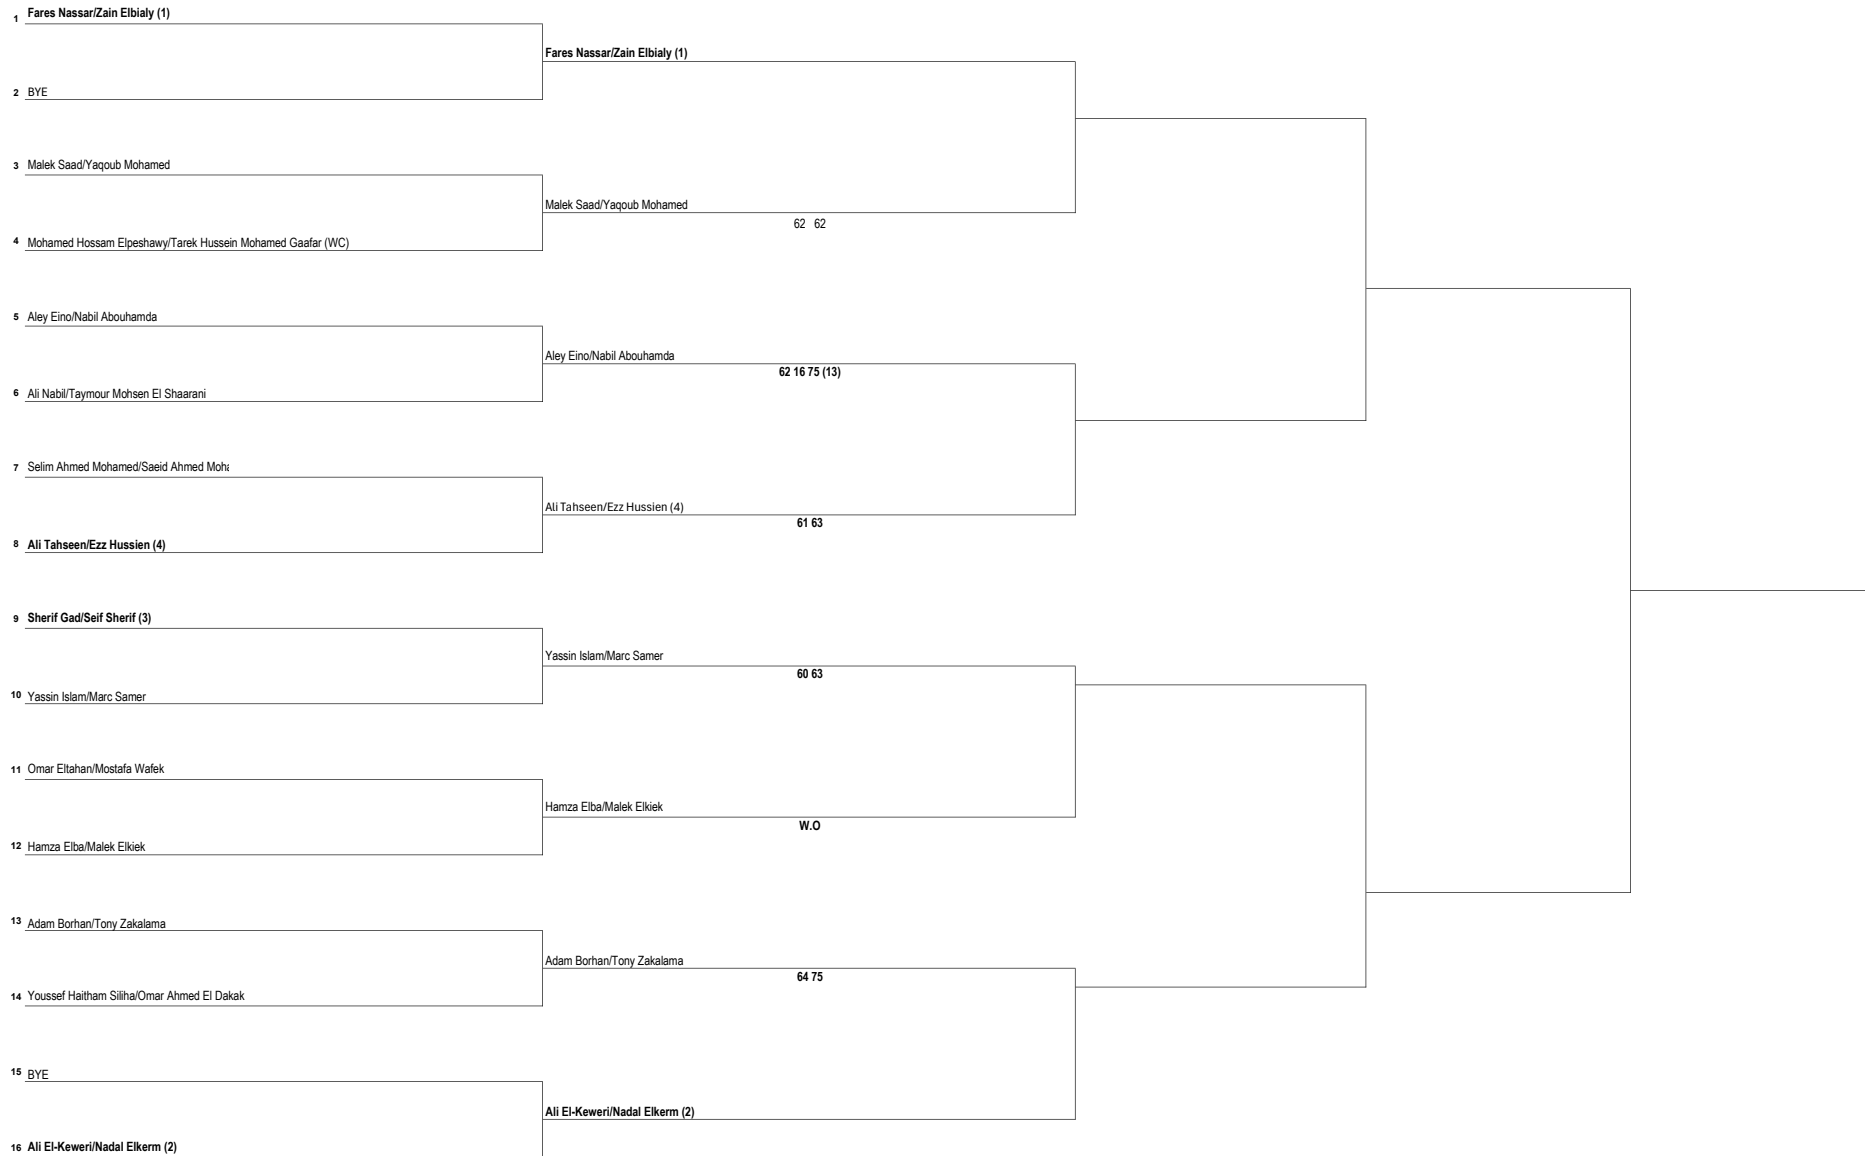 1 Fares Nassar/Zain Elbialy (1)
Fares Nassar/Zain Elbialy (1)
2 BYE
3 Malek Saad/Yaqoub Mohamed
Malek Saad/Yaqoub Mohamed
62 62
4 Mohamed Hossam Elpeshawy/Tarek Hussein Mohamed Gaafar (WC)
5 Aley Eino/Nabil Abouhamda
Aley Eino/Nabil Abouhamda
62 16 75 (13)
6 Ali Nabil/Taymour Mohsen El Shaarani
7 Selim Ahmed Mohamed/Saeid Ahmed Moha
Ali Tahseen/Ezz Hussien (4)
61 63
8 Ali Tahseen/Ezz Hussien (4)
9 Sherif Gad/Seif Sherif (3)
Yassin Islam/Marc Samer
60 63
10 Yassin Islam/Marc Samer
11 Omar Eltahan/Mostafa Wafek
Hamza Elba/Malek Elkiek
W.O
12 Hamza Elba/Malek Elkiek
13 Adam Borhan/Tony Zakalama
Adam Borhan/Tony Zakalama
64 75
14 Youssef Haitham Siliha/Omar Ahmed El Dakak
15 BYE
Ali El-Keweri/Nadal Elkerm (2)
16 Ali El-Keweri/Nadal Elkerm (2)